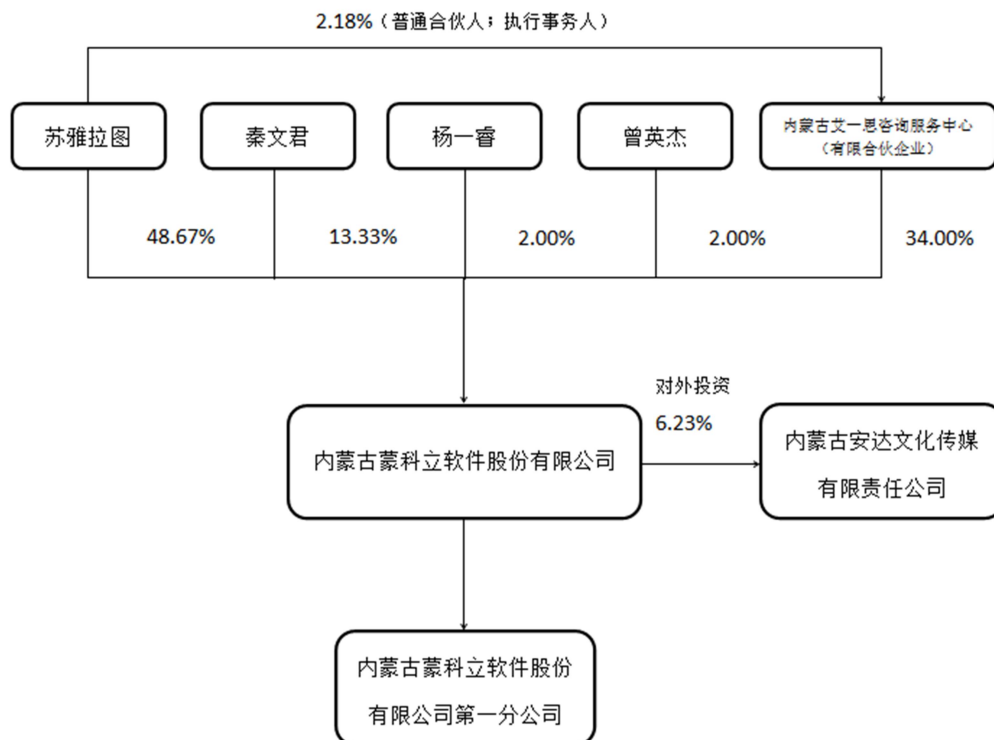 2.18%（普通合伙人；执行事务人）
苏雅拉图
秦文君
杨一睿
曾英杰
内蒙古艾一思咨询服务中心
（有限合伙企业）
48.67%
13.33%
2.00%
2.00%
34.00%
对外投资
6.23%
内蒙古蒙科立软件股份有限公司
内蒙古安达文化传媒
有限责任公司
内蒙古蒙科立软件股份
有限公司第一分公司